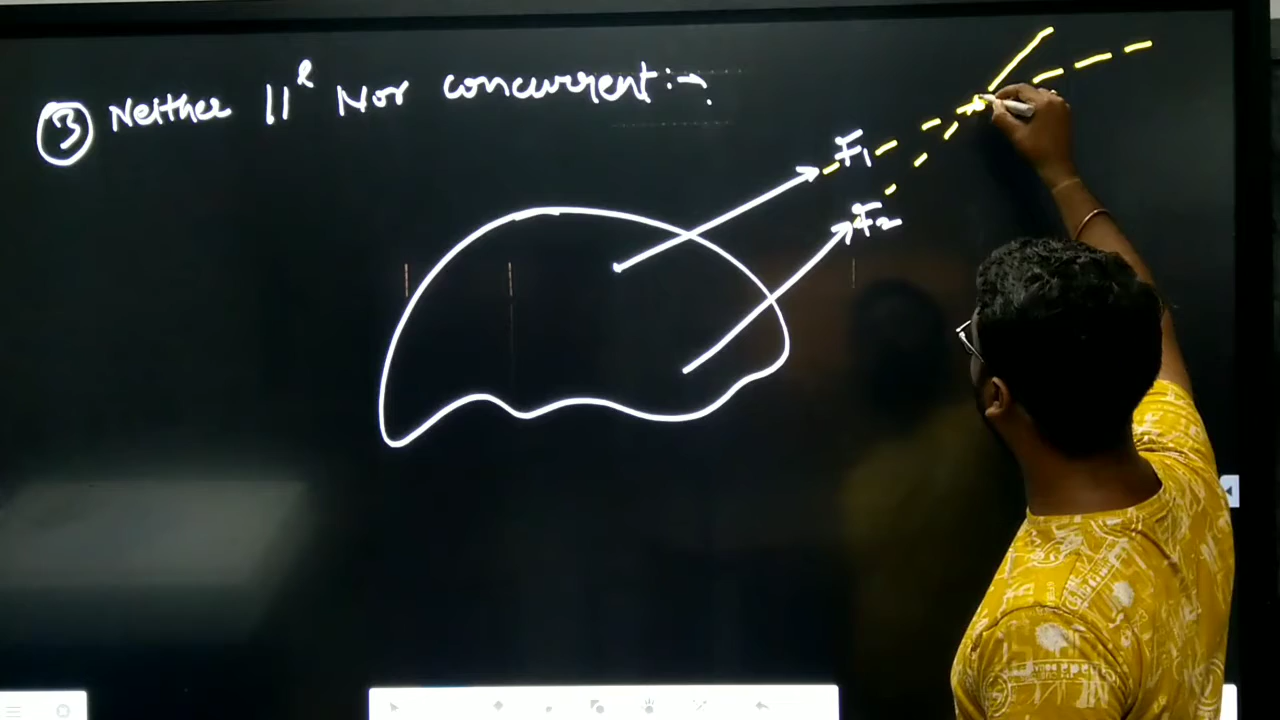 ③ Neither ||ˡ Nor concurrent :→
F₁
F₂